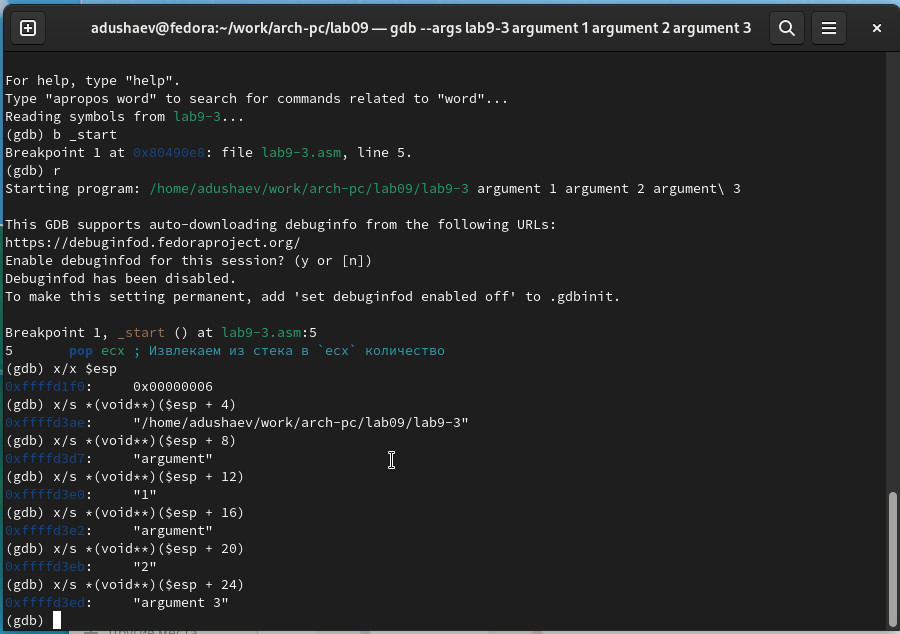 adushaev@fedora:~/work/arch-pc/lab09 — gdb --args lab9-3 argument 1 argument 2 argument 3
For help, type "help".
Type "apropos word" to search for commands related to "word"...
Reading symbols from lab9-3...
(gdb) b _start
Breakpoint 1 at 0x80490e8: file lab9-3.asm, line 5.
(gdb) r
Starting program: /home/adushaev/work/arch-pc/lab09/lab9-3 argument 1 argument 2 argument\ 3
This GDB supports auto-downloading debuginfo from the following URLs:
https://debuginfod.fedoraproject.org/
Enable debuginfod for this session? (y or [n])
Debuginfod has been disabled.
To make this setting permanent, add 'set debuginfod enabled off' to .gdbinit.
Breakpoint 1, _start () at lab9-3.asm:5
5       pop ecx ; Извлекаем из стека в `ecx` количество
(gdb) x/x $esp
0xffffd1f0:     0x00000006
(gdb) x/s *(void**)($esp + 4)
0xffffd3ae:     "/home/adushaev/work/arch-pc/lab09/lab9-3"
(gdb) x/s *(void**)($esp + 8)
0xffffd3d7:     "argument"
(gdb) x/s *(void**)($esp + 12)
0xffffd3e0:     "1"
(gdb) x/s *(void**)($esp + 16)
0xffffd3e2:     "argument"
(gdb) x/s *(void**)($esp + 20)
0xffffd3eb:     "2"
(gdb) x/s *(void**)($esp + 24)
0xffffd3ed:     "argument 3"
(gdb)